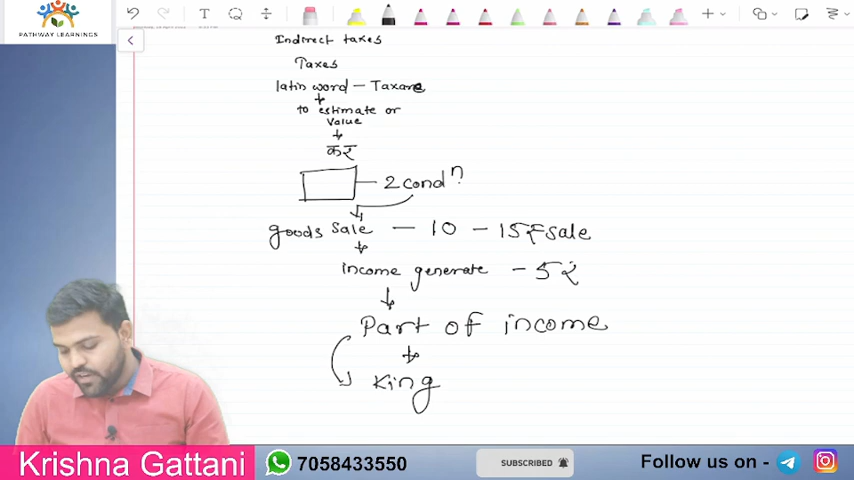 PATHWAY LEARNINGS
Indirect taxes
Taxes
latin word - Taxare
to estimate or
value
कर
2 condn
goods sale - 10 - 15₹ sale
income generate - 5₹
Part of income
King
Krishna Gattani
7058433550
SUBSCRIBED
Follow us on -